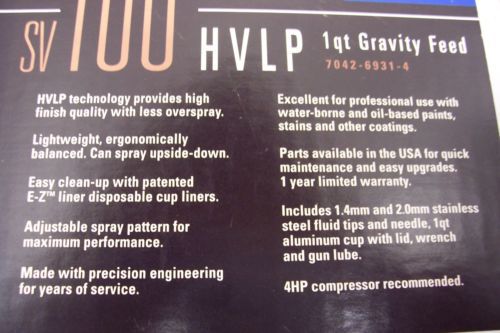 SV 100 HVLP 1qt Gravity Feed
7042-6931-4
HVLP technology provides high
finish quality with less overspray.
Lightweight, ergonomically
balanced. Can spray upside-down.
Easy clean-up with patented
E-Z™ liner disposable cup liners.
Adjustable spray pattern for
maximum performance.
Made with precision engineering
for years of service.
Excellent for professional use with
water-borne and oil-based paints,
stains and other coatings.
Parts available in the USA for quick
maintenance and easy upgrades.
1 year limited warranty.
Includes 1.4mm and 2.0mm stainless
steel fluid tips and needle, 1qt
aluminum cup with lid, wrench
and gun lube.
4HP compressor recommended.